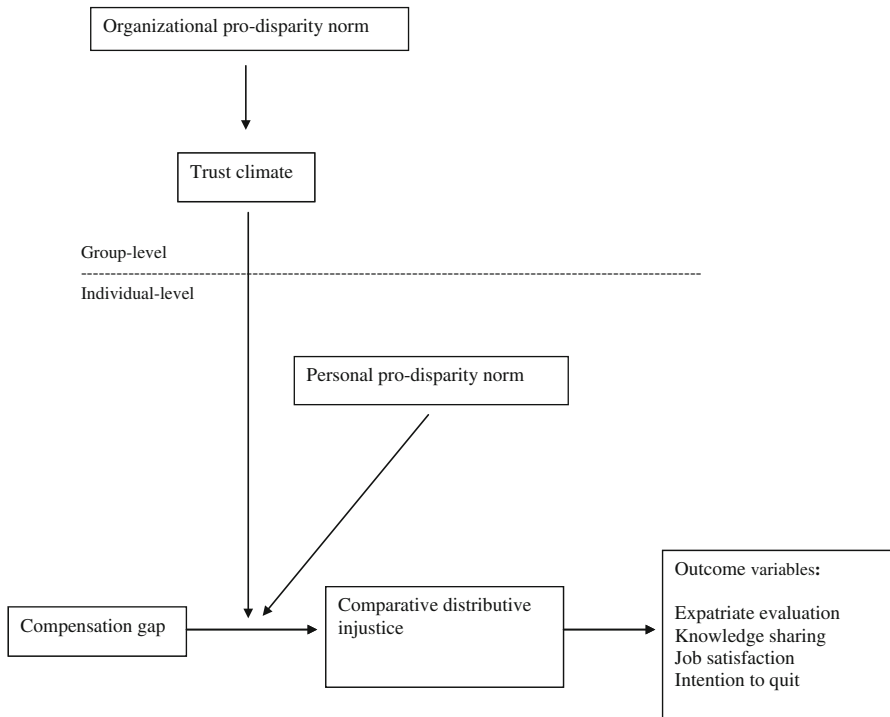 Organizational pro-disparity norm
Trust climate
Group-level
Individual-level
Personal pro-disparity norm
Compensation gap
Comparative distributive
injustice
Outcome variables:
Expatriate evaluation
Knowledge sharing
Job satisfaction
Intention to quit